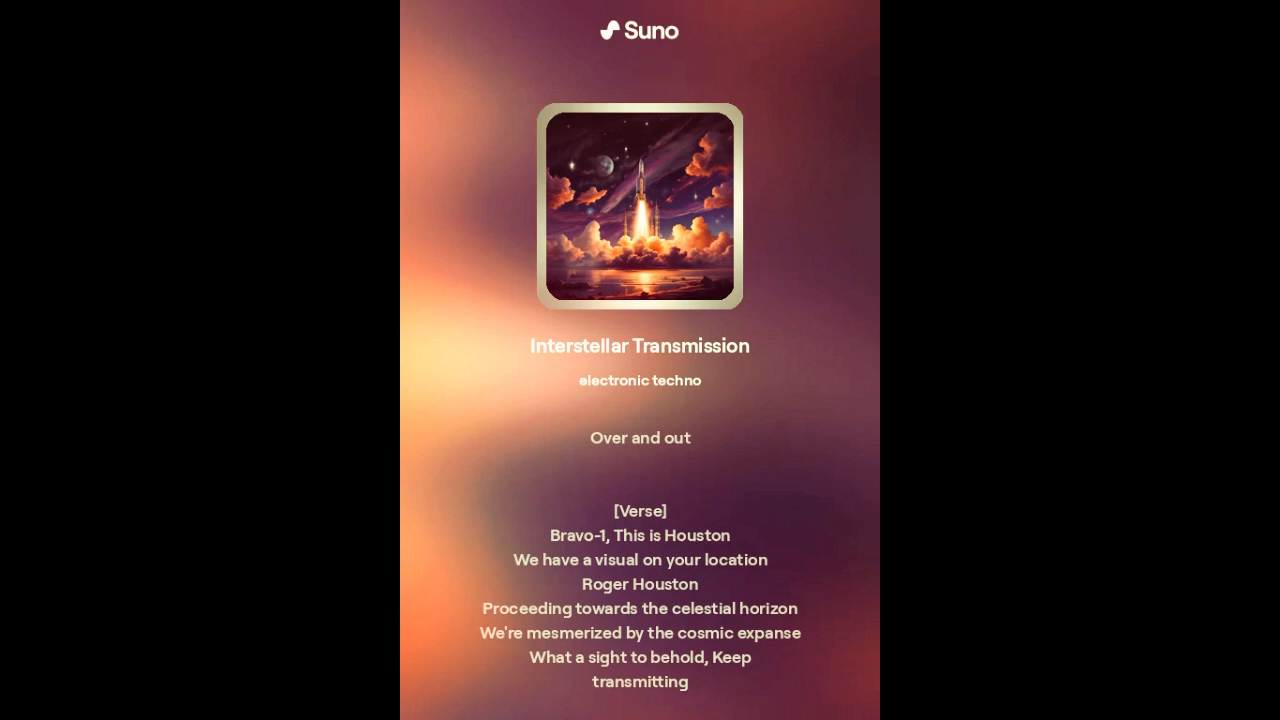 Suno
Interstellar Transmission
electronic techno
Over and out
[Verse]
Bravo-1, This is Houston
We have a visual on your location
Roger Houston
Proceeding towards the celestial horizon
We're mesmerized by the cosmic expanse
What a sight to behold, Keep
transmitting